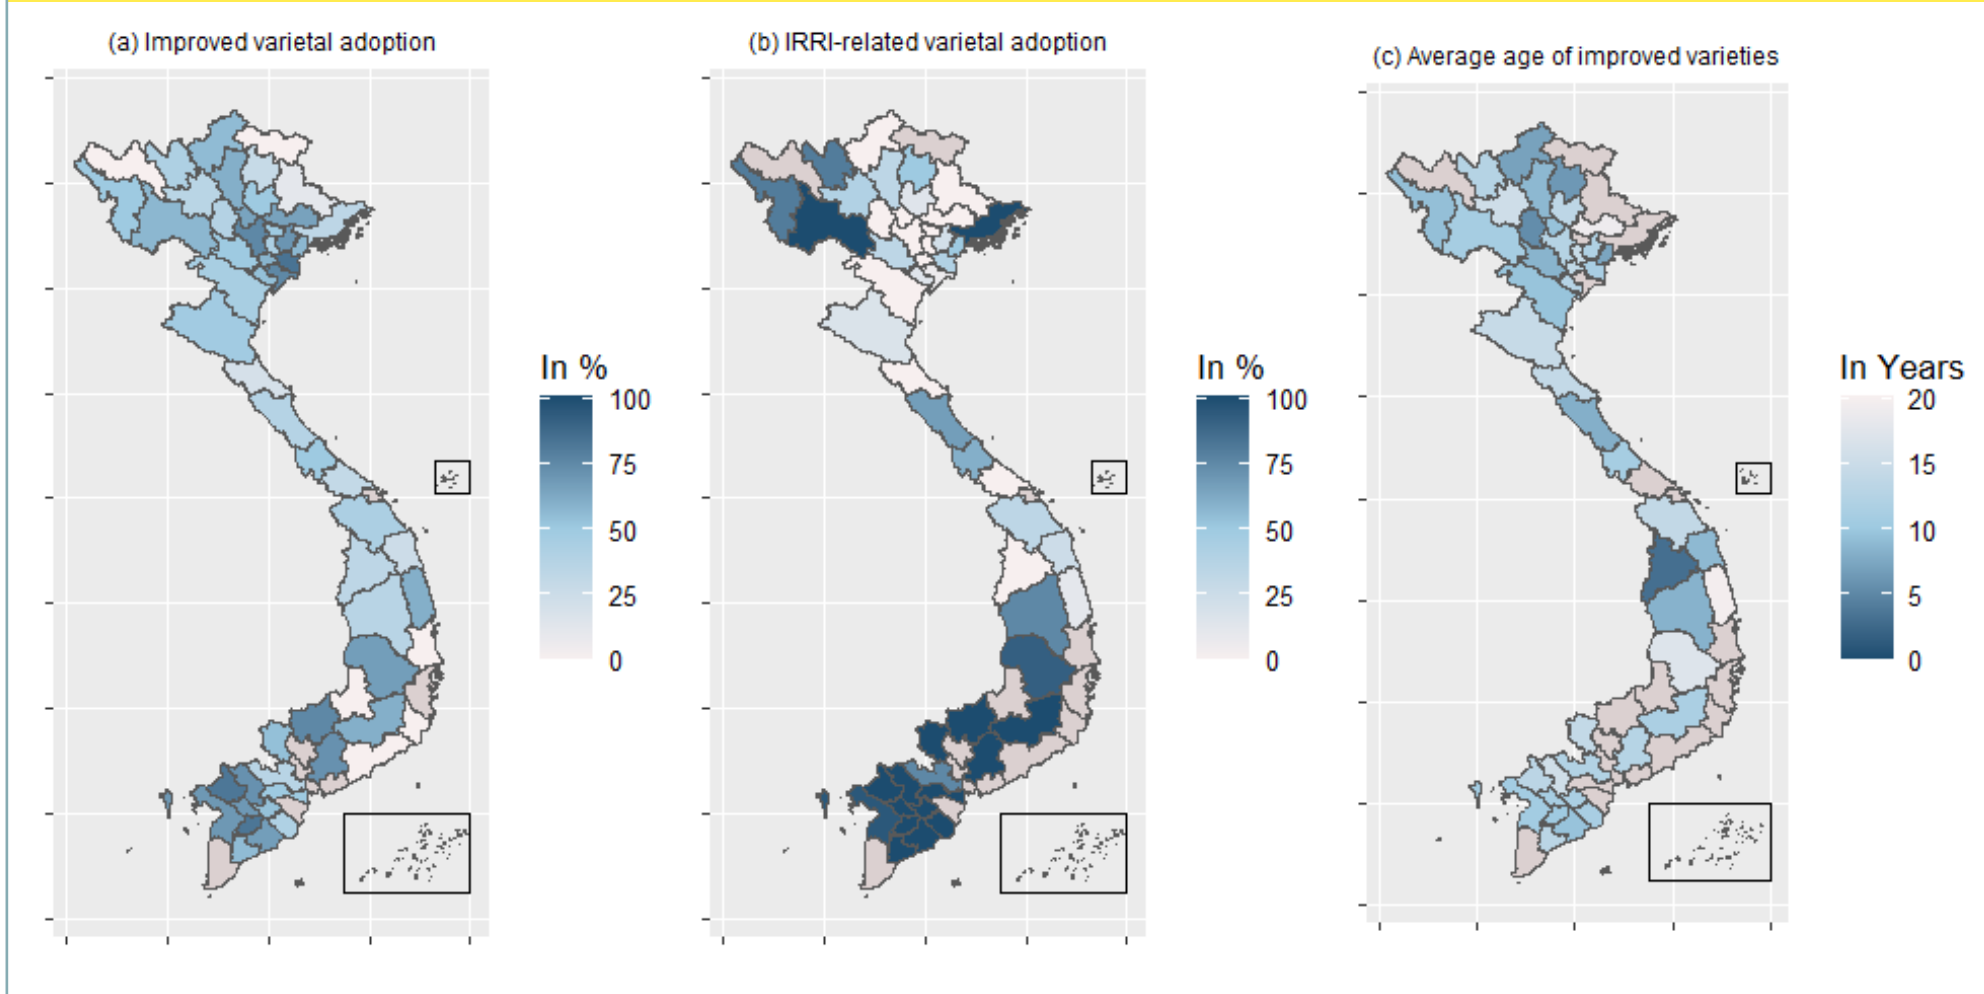 (a) Improved varietal adoption
(b) IRRI-related varietal adoption
(c) Average age of improved varieties
In %
100
75
50
25
0
In %
100
75
50
25
0
In Years
20
15
10
5
0